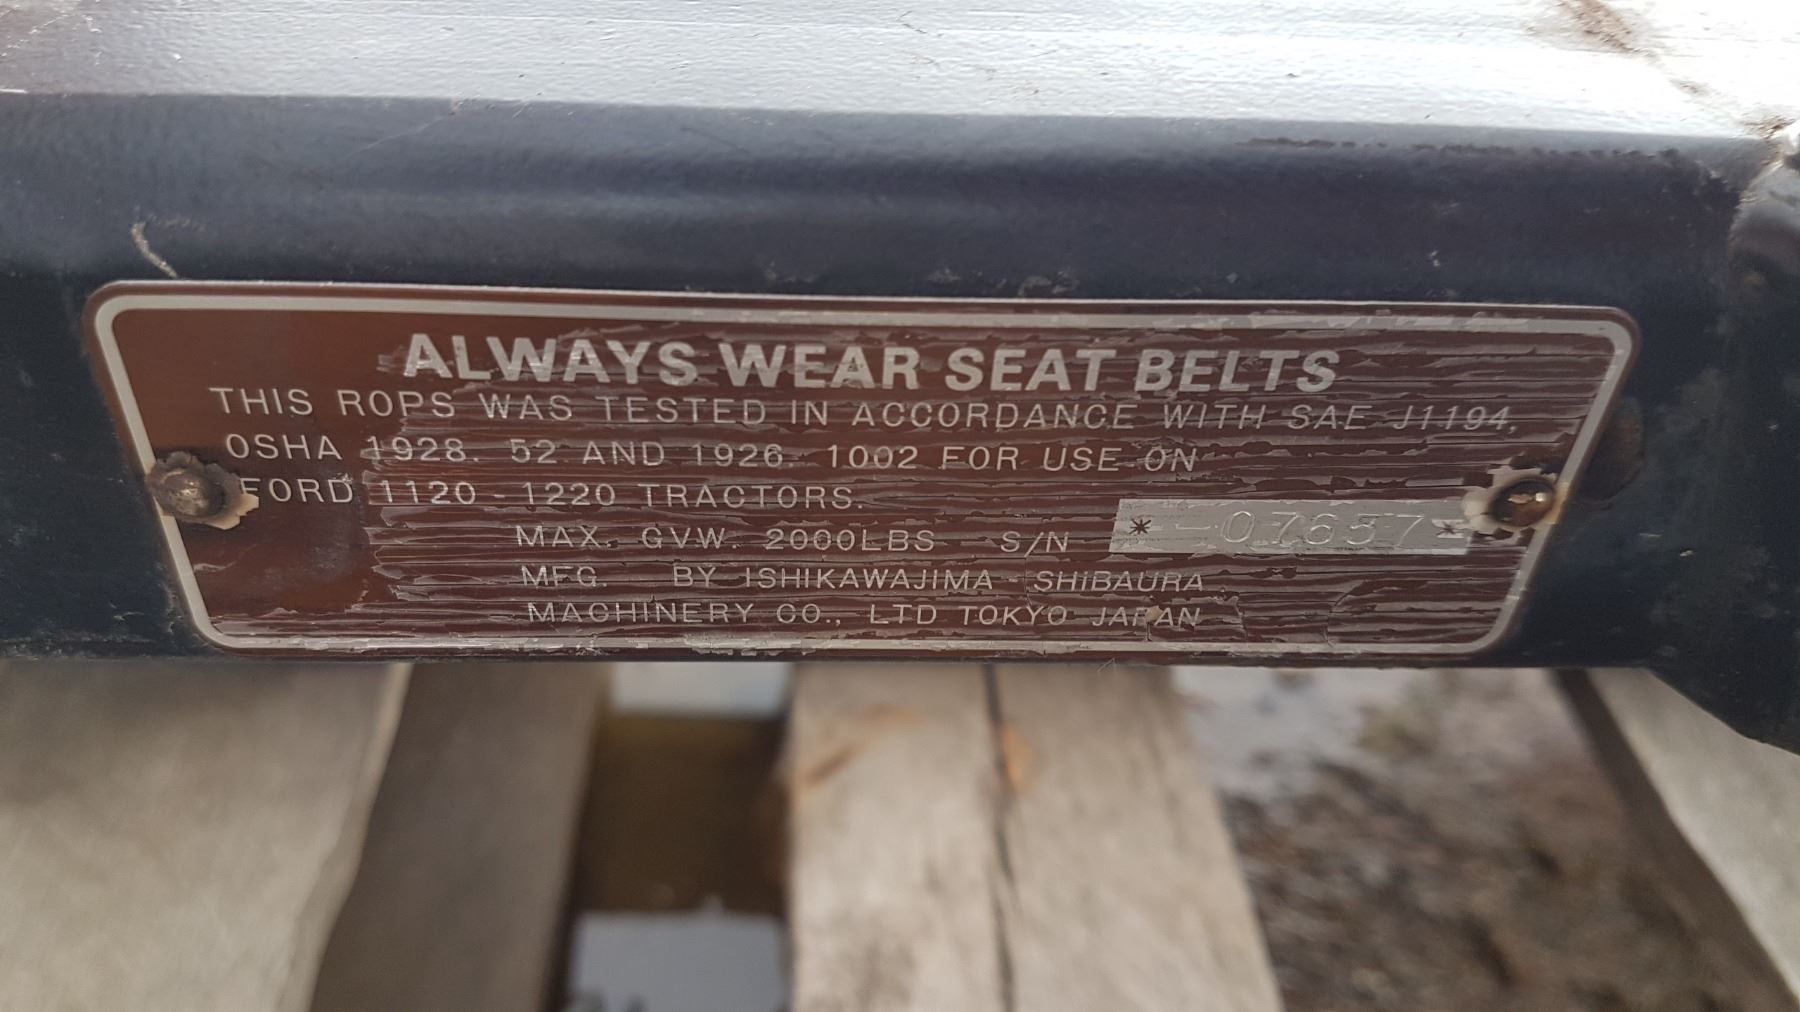 ALWAYS WEAR SEAT BELTS
THIS ROPS WAS TESTED IN ACCORDANCE WITH SAE J1194,
OSHA 1928. 52 AND 1926. 1002 FOR USE ON
FORD 1120 - 1220 TRACTORS.
MAX. GVW. 2000LBS S/N *-07657*
MFG. BY ISHIKAWAJIMA - SHIBAURA
MACHINERY CO., LTD TOKYO JAPAN